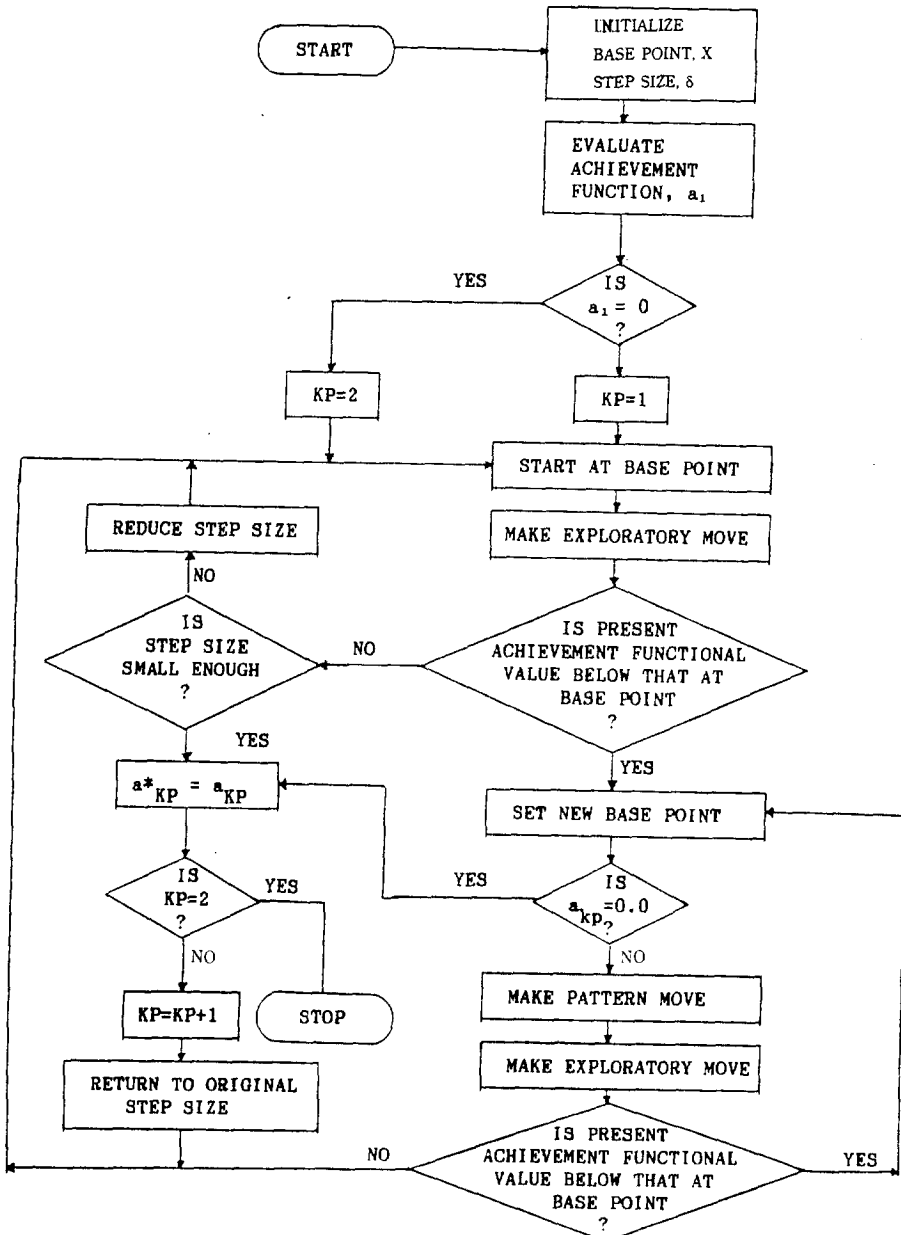 START
INITIALIZE
BASE POINT, X
STEP SIZE, δ
EVALUATE
ACHIEVEMENT
FUNCTION, a₁
YES
IS
a₁ = 0
?
KP=2
KP=1
START AT BASE POINT
REDUCE STEP SIZE
MAKE EXPLORATORY MOVE
NO
IS
STEP SIZE
SMALL ENOUGH
?
NO
IS PRESENT
ACHIEVEMENT FUNCTIONAL
VALUE BELOW THAT AT
BASE POINT
?
YES
YES
a*KP = aKP
SET NEW BASE POINT
IS
KP=2
?
YES
YES
IS
akp=0.0
?
NO
NO
KP=KP+1
STOP
MAKE PATTERN MOVE
MAKE EXPLORATORY MOVE
RETURN TO ORIGINAL
STEP SIZE
NO
IS PRESENT
ACHIEVEMENT FUNCTIONAL
VALUE BELOW THAT AT
BASE POINT
?
YES